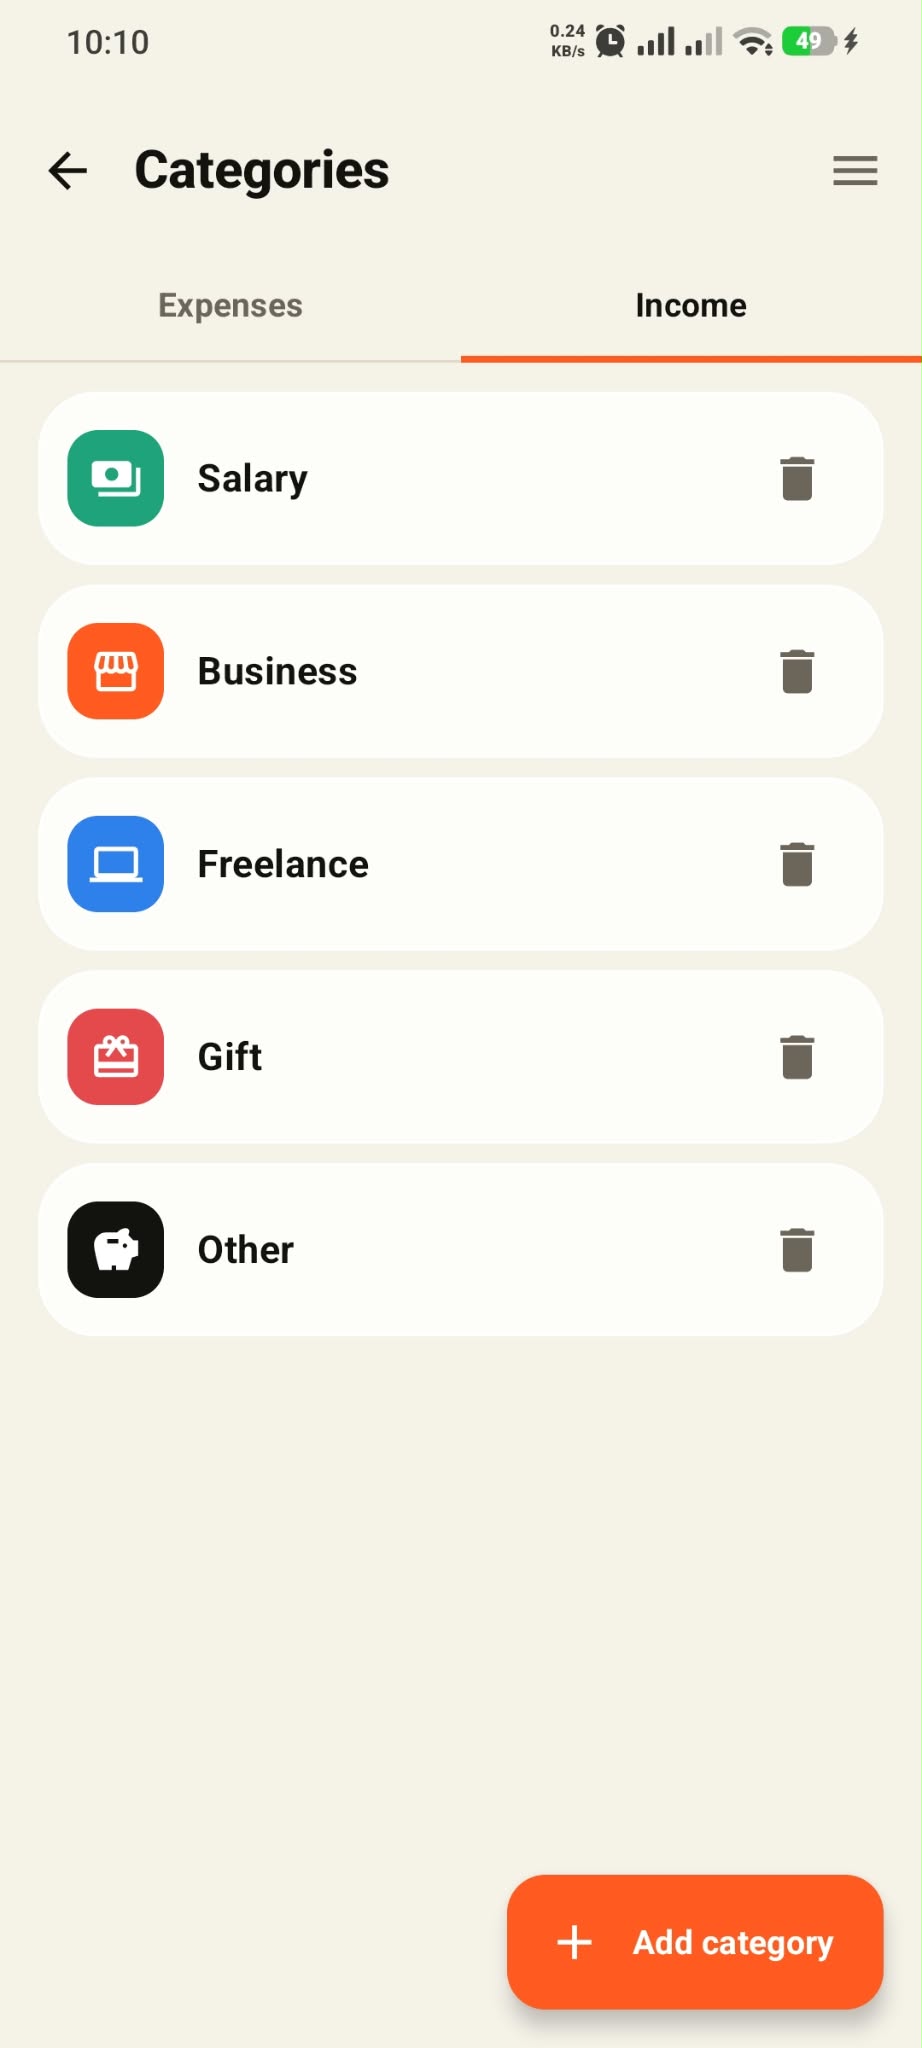 10:10
0.24
KB/s
49
Categories
Expenses
Income
Salary
Business
Freelance
Gift
Other
Add category